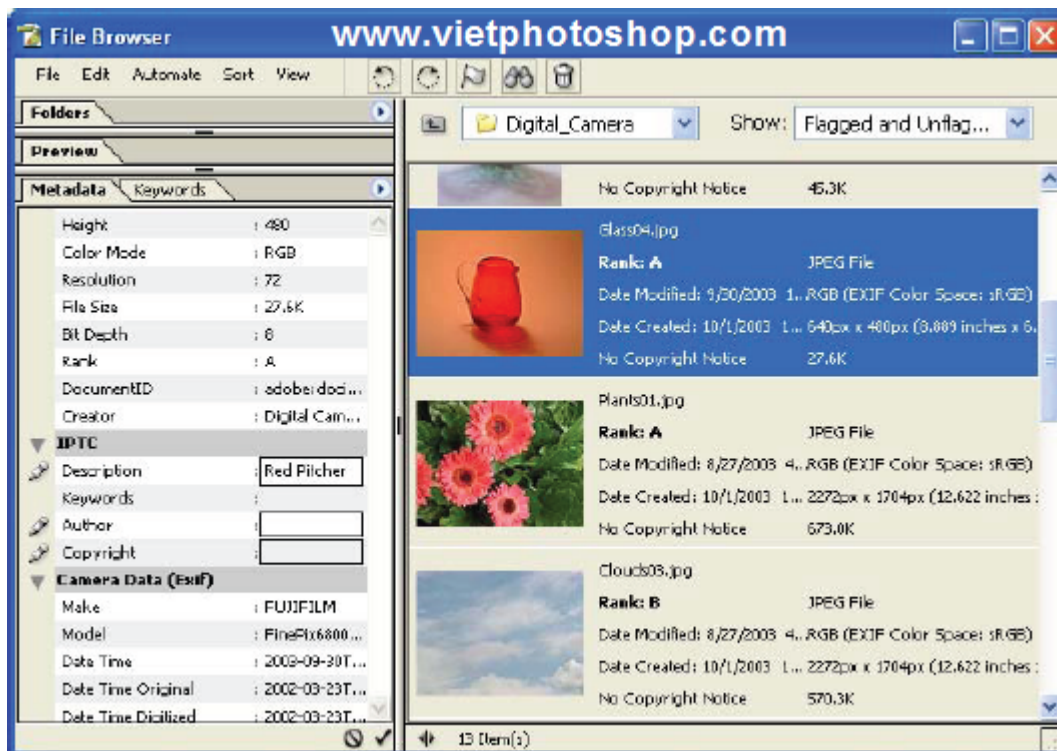 File Browser
www.vietphotoshop.com
File Edit Automate Sort View
Folders
Preview
Metadata Keywords
Height : 480
Color Mode : RGB
Resolution : 72
File Size : 27.6K
Bit Depth : 8
Rank : A
DocumentID : adobe:doci...
Creator : Digital Cam...
IPTC
Description : Red Pitcher
Keywords :
Author :
Copyright :
Camera Data (Exif)
Make : FUJIFILM
Model : FinePix6800...
Date Time : 2003-09-30T...
Date Time Original : 2002-03-23T...
Date Time Digitized : 2002-03-23T...
Digital_Camera Show: Flagged and Unflag...
No Copyright Notice 45.3K
Glass04.jpg
Rank: A JPEG File
Date Modified: 9/30/2003 1... RGB (EXIF Color Space: sRGB)
Date Created: 10/1/2003 1... 640px x 480px (8.889 inches x 6.
No Copyright Notice 27.6K
Plants01.jpg
Rank: A JPEG File
Date Modified: 8/27/2003 4... RGB (EXIF Color Space: sRGB)
Date Created: 10/1/2003 1... 2272px x 1704px (12.622 inches :
No Copyright Notice 673.0K
Clouds03.jpg
Rank: B JPEG File
Date Modified: 8/27/2003 4... RGB (EXIF Color Space: sRGB)
Date Created: 10/1/2003 1... 2272px x 1704px (12.622 inches :
No Copyright Notice 570.3K
13 Item(s)